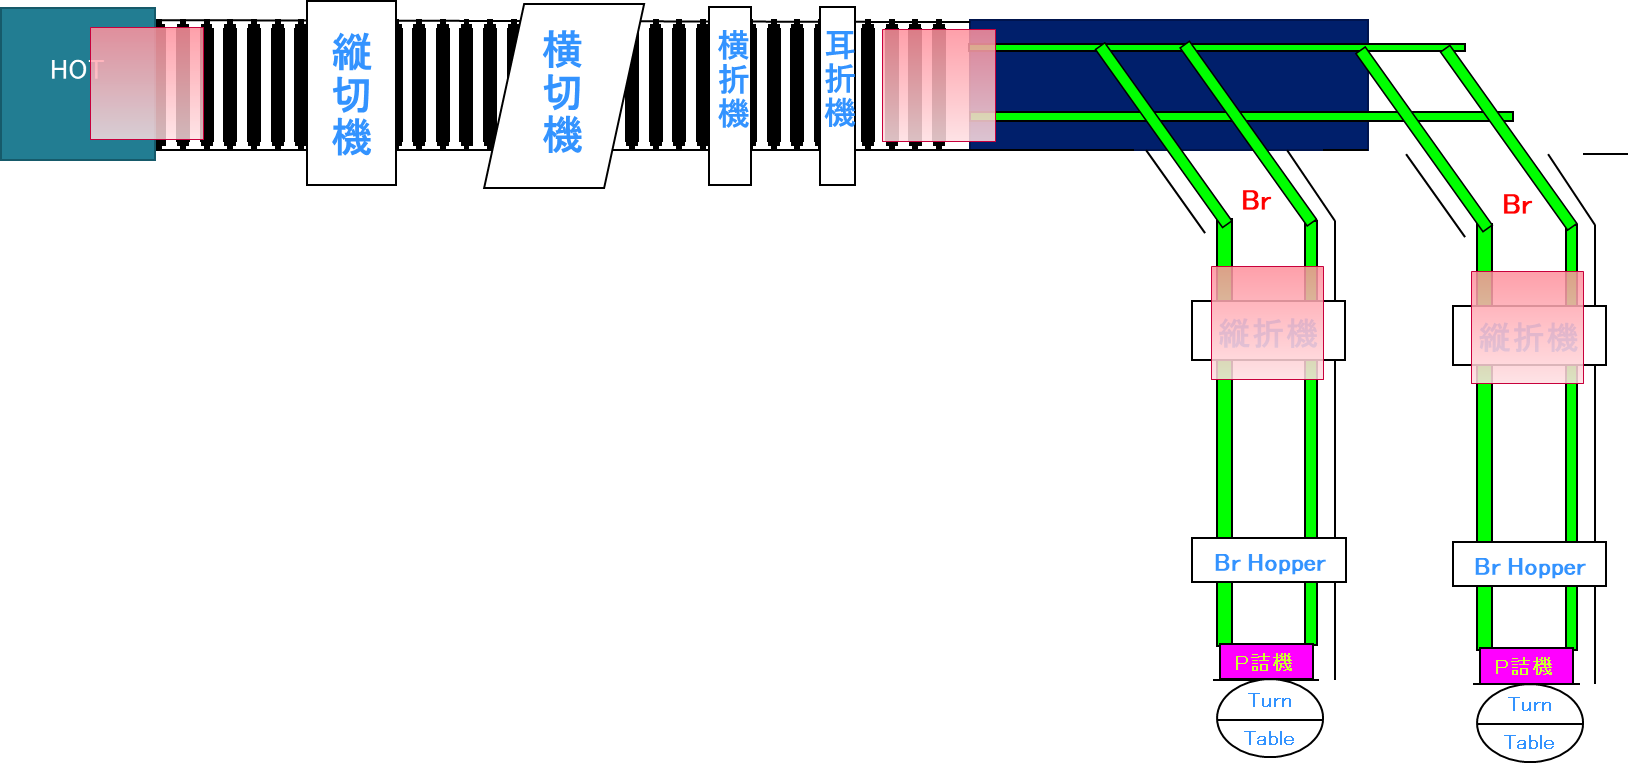 HOT
縦切機
横切機
横折機
耳折機
Br
Br
縦折機
縦折機
Br Hopper
Br Hopper
P詰機
P詰機
Turn
Table
Turn
Table